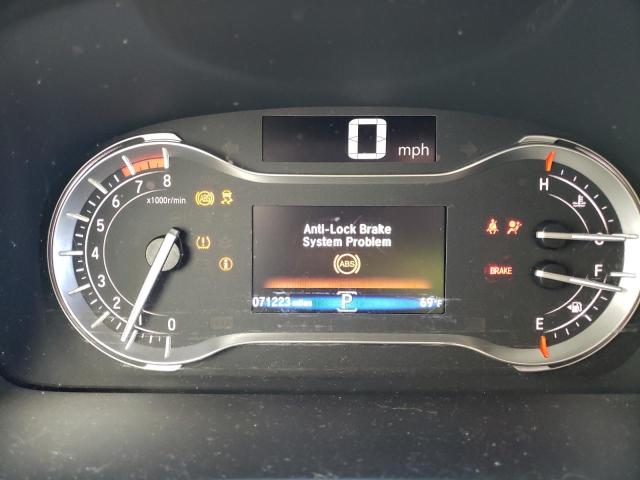 0 mph
8
7
6
5
4
3
2
1
0
x1000r/min
ABS
Anti-Lock Brake
System Problem
ABS
071223 miles
P
69°F
BRAKE
H
C
F
E